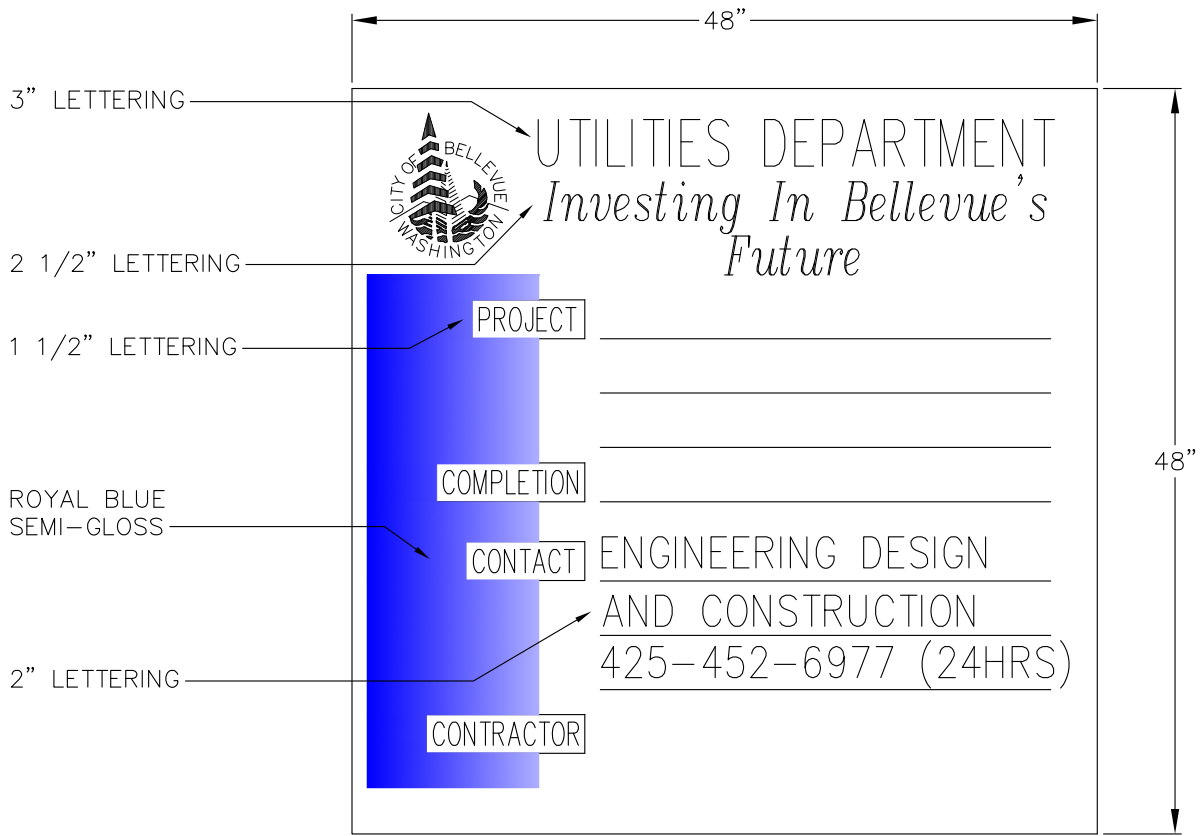 48"
3" LETTERING
UTILITIES DEPARTMENT
CITY OF BELLEVUE
WASHINGTON
Investing In Bellevue's
Future
2 1/2" LETTERING
PROJECT
1 1/2" LETTERING
48"
COMPLETION
ROYAL BLUE
SEMI-GLOSS
CONTACT
ENGINEERING DESIGN
AND CONSTRUCTION
425-452-6977 (24HRS)
2" LETTERING
CONTRACTOR